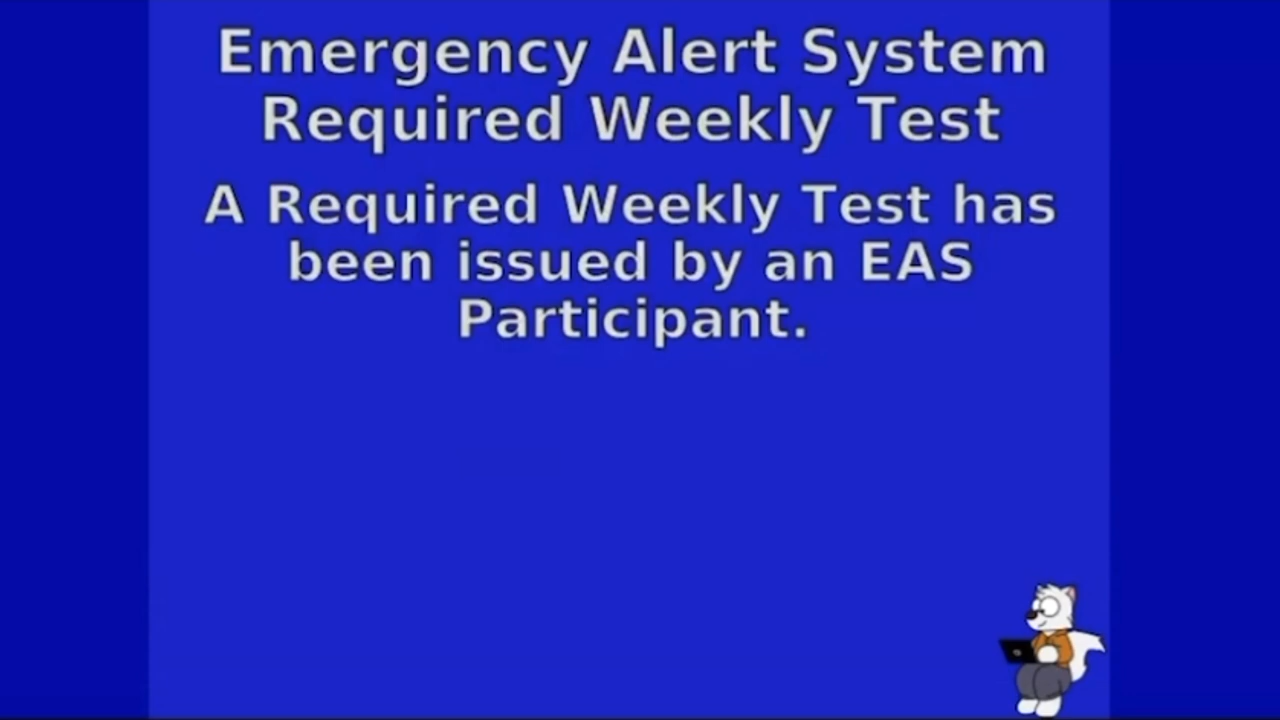 Emergency Alert System
Required Weekly Test
A Required Weekly Test has
been issued by an EAS
Participant.